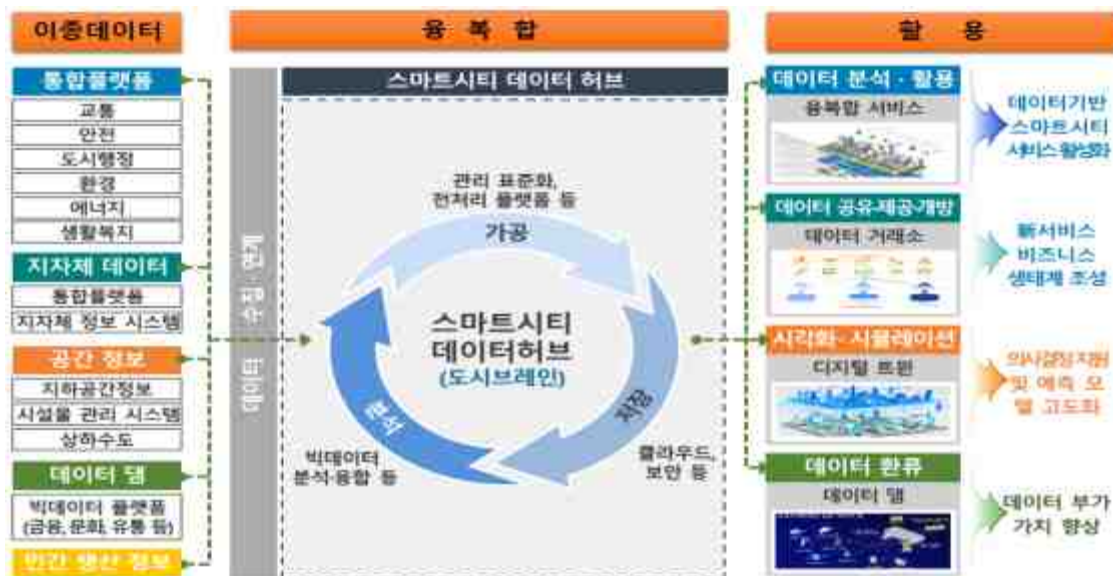 이종데이터
통합플랫폼
교통
안전
도시행정
환경
에너지
생활복지
지자체 데이터
통합플랫폼
지자체 정보 시스템
공간 정보
지하공간정보
시설물 관리 시스템
상하수도
데이터 댐
빅데이터 플랫폼
(금융, 문화, 유통 등)
민간 생산 정보
융 복 합
데이터 수집 · 연계
스마트시티 데이터 허브
관리 표준화,
전처리 플랫폼 등
가공
스마트시티
데이터허브
(도시브레인)
분석
저장
빅데이터
분석·융합 등
클라우드,
보안 등
활 용
데이터 분석 · 활용
융복합 서비스
데이터기반
스마트시티
서비스 활성화
데이터 공유·제공·개방
데이터 거래소
新서비스
비즈니스
생태계 조성
시각화· 시뮬레이션
디지털 트윈
의사결정 지원
및 예측 모
델 고도화
데이터 환류
데이터 댐
데이터 부가
가치 향상